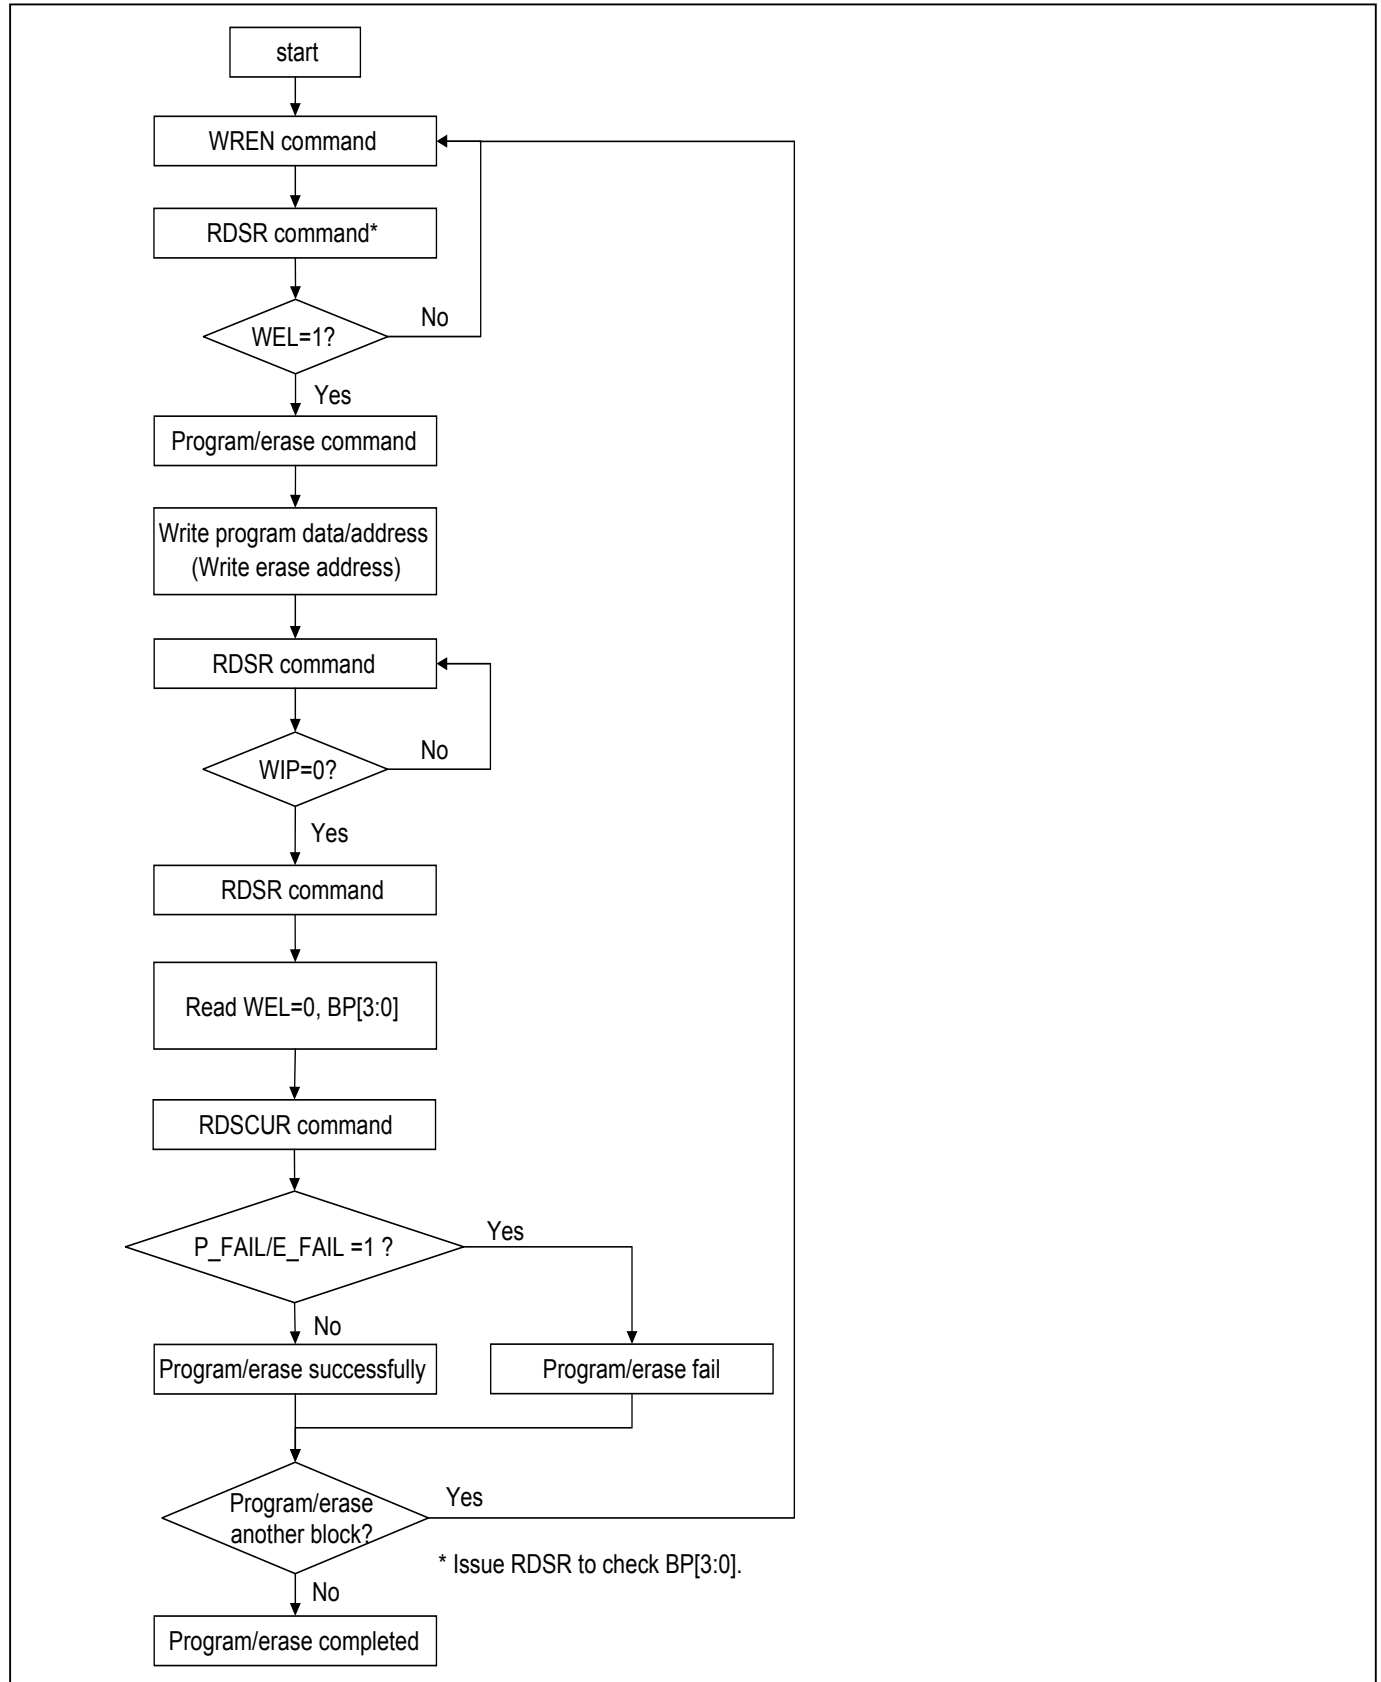 start
WREN command
RDSR command*
WEL=1?
No
Yes
Program/erase command
Write program data/address
(Write erase address)
RDSR command
WIP=0?
No
Yes
RDSR command
Read WEL=0, BP[3:0]
RDSCUR command
P_FAIL/E_FAIL =1 ?
Yes
No
Program/erase successfully
Program/erase fail
Program/erase
another block?
Yes
* Issue RDSR to check BP[3:0].
No
Program/erase completed